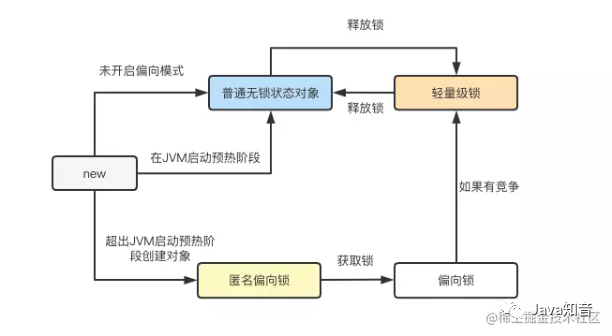 释放锁
未开启偏向模式
普通无锁状态对象
轻量级锁
释放锁
在JVM启动预热阶段
new
如果有竞争
超出JVM启动预热阶
段创建对象
获取锁
匿名偏向锁
偏向锁
Java知音
@稀土掘金技术社区